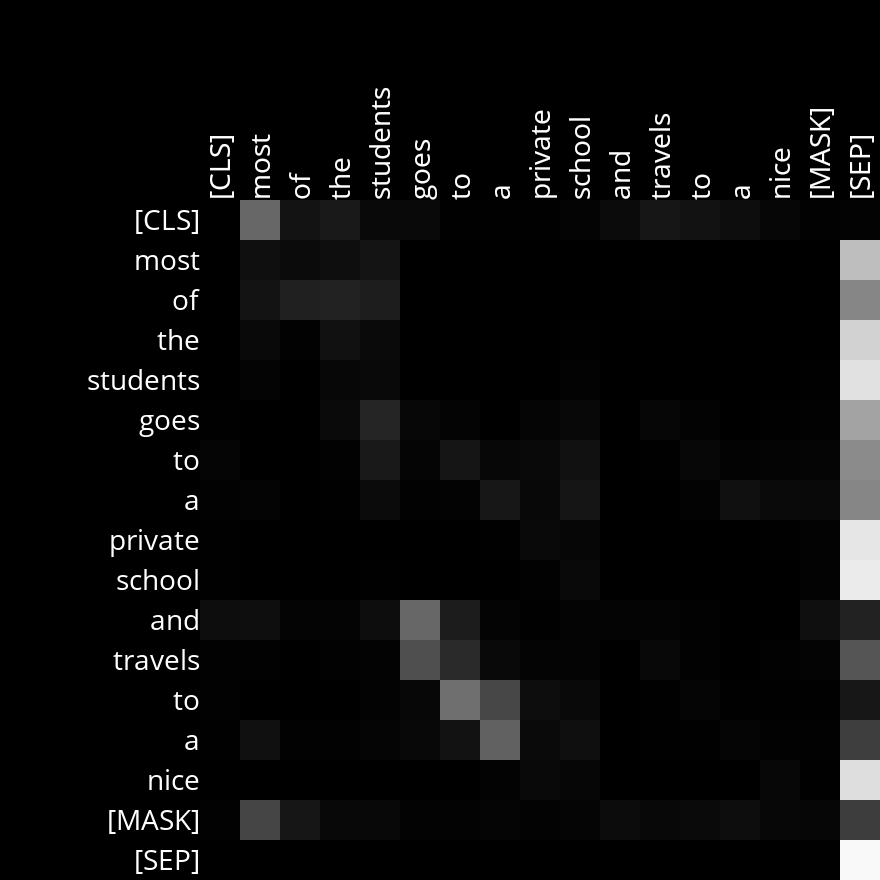 [CLS] most of the students goes to a private school and travels to a nice [MASK] [SEP]
[CLS]
most
of
the
students
goes
to
a
private
school
and
travels
to
a
nice
[MASK]
[SEP]